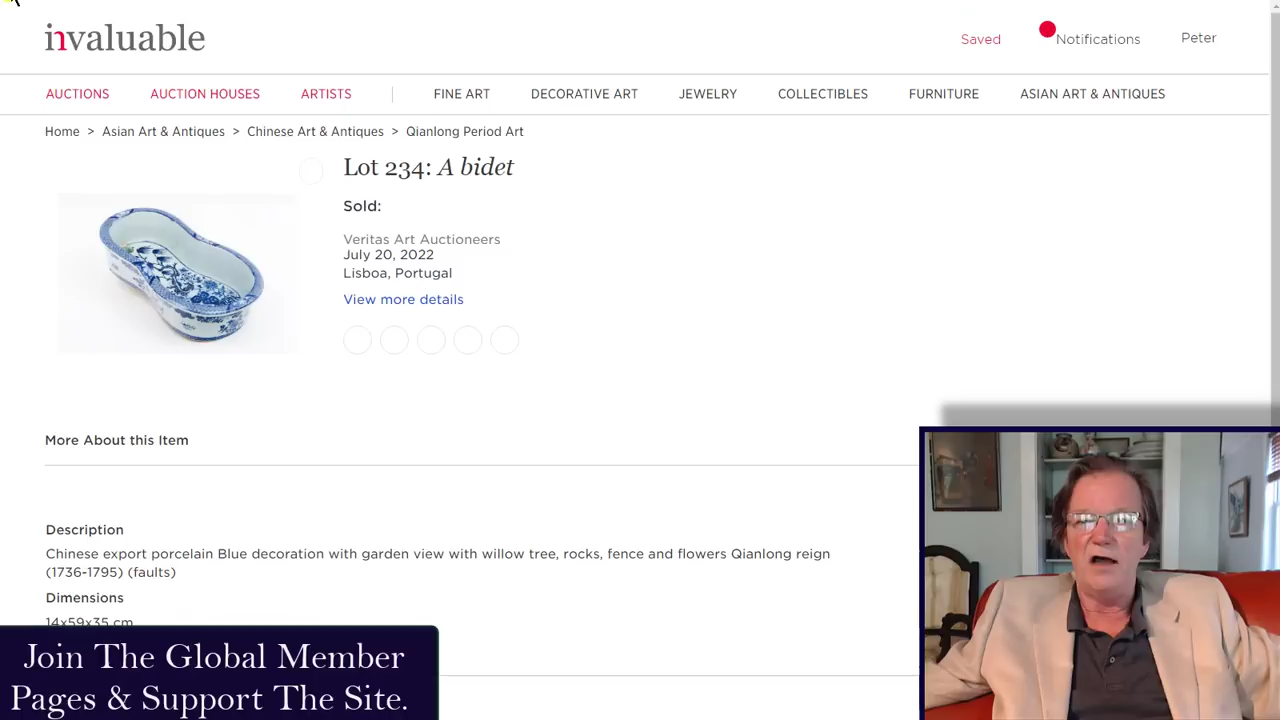 invaluable
Saved
Notifications
Peter
AUCTIONS AUCTION HOUSES ARTISTS FINE ART DECORATIVE ART JEWELRY COLLECTIBLES FURNITURE ASIAN ART & ANTIQUES
Home > Asian Art & Antiques > Chinese Art & Antiques > Qianlong Period Art
Lot 234: A bidet
Sold:
Veritas Art Auctioneers
July 20, 2022
Lisboa, Portugal
View more details
More About this Item
Description
Chinese export porcelain Blue decoration with garden view with willow tree, rocks, fence and flowers Qianlong reign
(1736-1795) (faults)
Dimensions
14x59x35 cm
Join The Global Member
Pages & Support The Site.